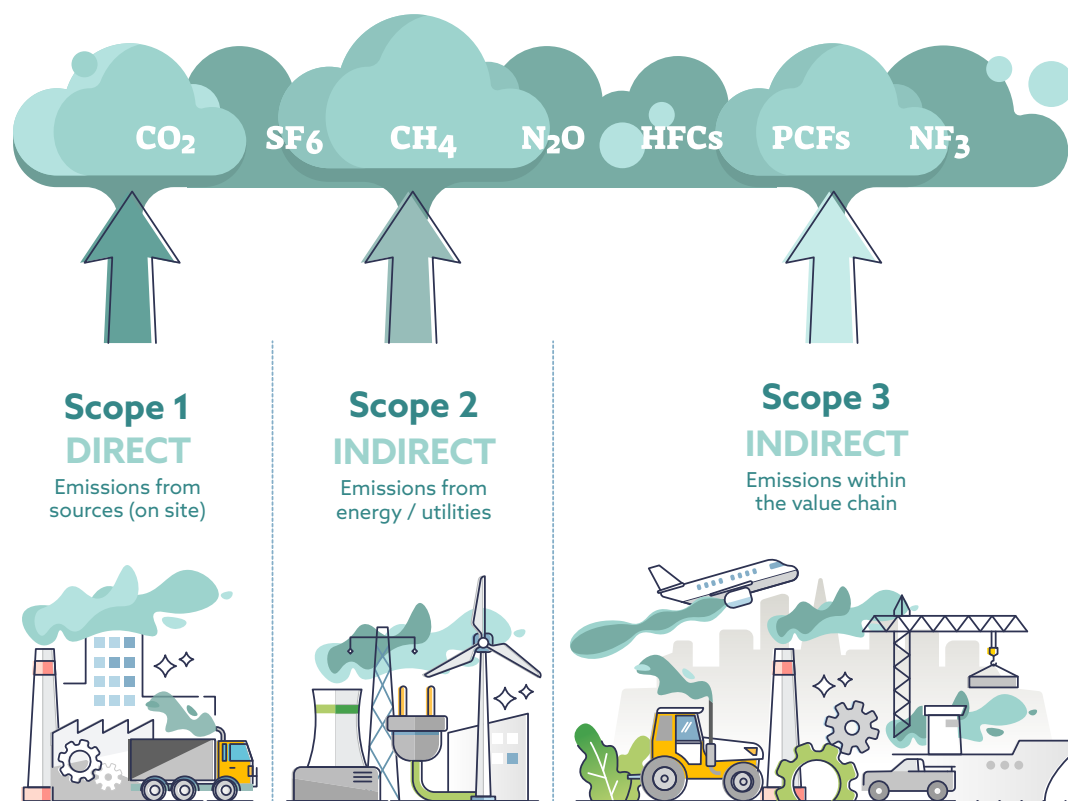 CO2 SF6 CH4 N2O HFCs PCFs NF3
Scope 1
DIRECT
Emissions from
sources (on site)
Scope 2
INDIRECT
Emissions from
energy / utilities
Scope 3
INDIRECT
Emissions within
the value chain